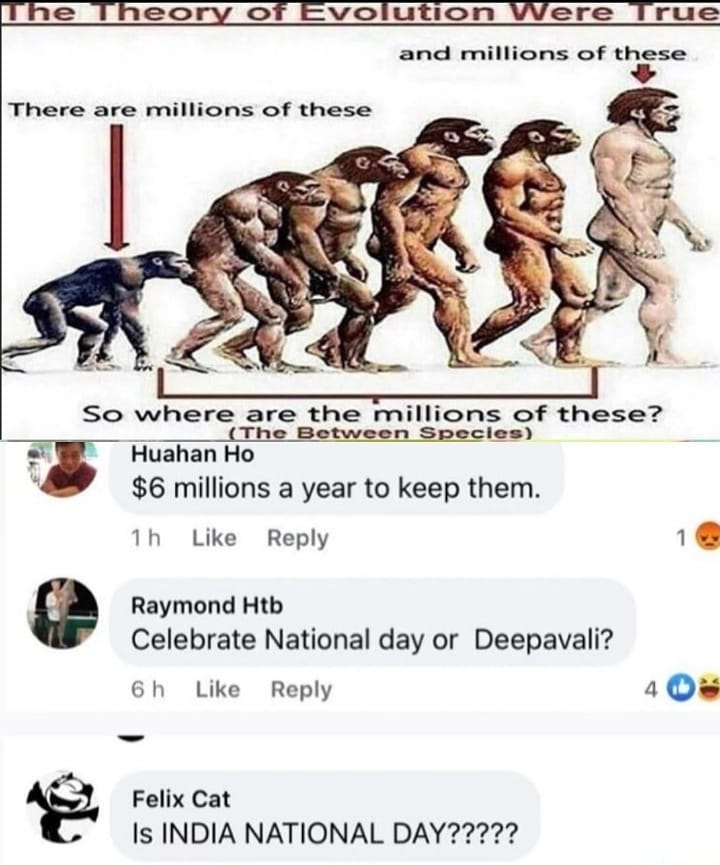 The Theory of Evolution Were True
and millions of these
There are millions of these
So where are the millions of these?
(The Between Species)
Huahan Ho
$6 millions a year to keep them.
1 h Like Reply 1
Raymond Htb
Celebrate National day or Deepavali?
6 h Like Reply 4
Felix Cat
Is INDIA NATIONAL DAY?????